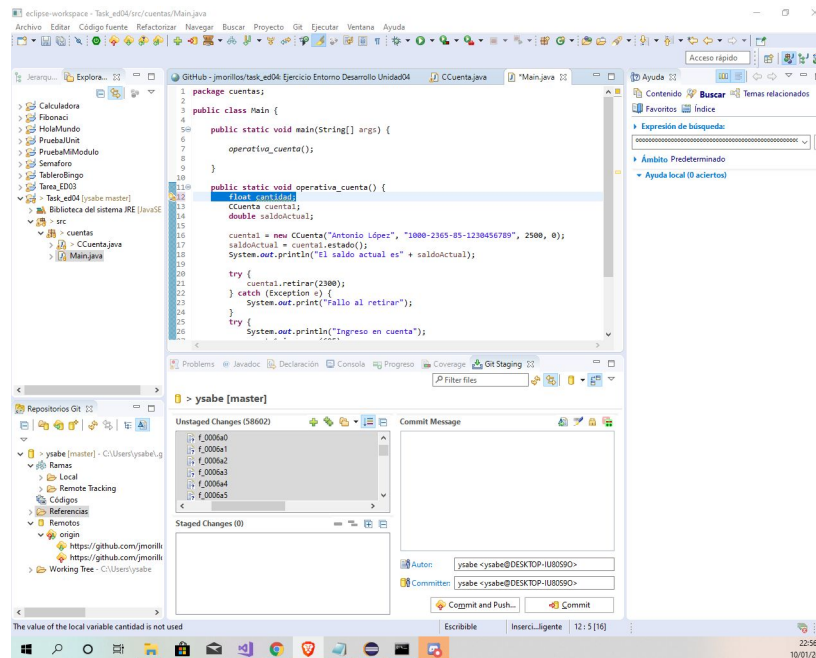 eclipse-workspace - Task_ed04/src/cuentas/Main.java
Archivo Editar Código fuente Refactorizar Navegar Buscar Proyecto Git Ejecutar Ventana Ayuda
Acceso rápido
Jerarqu...
Explora...
Calculadora
Fibonaci
HolaMundo
PruebaJUnit
PruebaMiModulo
Semaforo
TableroBingo
Tarea_ED03
> Task_ed04 [ysabe master]
Biblioteca del sistema JRE [JavaSE
> src
> cuentas
> CCuenta.java
Main.java
GitHub - jmorillos/task_ed04: Ejercicio Entorno Desarrollo Unidad04
CCuenta.java
*Main.java
1 package cuentas;
2
3 public class Main {
4
5 public static void main(String[] args) {
6
7 operativa_cuenta();
8
9 }
10
11 public static void operativa_cuenta() {
12 float cantidad;
13 CCuenta cuenta1;
14 double saldoActual;
15
16 cuenta1 = new CCuenta("Antonio López", "1000-2365-85-1230456789", 2500, 0);
17 saldoActual = cuenta1.estado();
18 System.out.println("El saldo actual es" + saldoActual);
19
20 try {
21 cuenta1.retirar(2300);
22 } catch (Exception e) {
23 System.out.print("Fallo al retirar");
24 }
25 try {
26 System.out.println("Ingreso en cuenta");
Ayuda
Contenido Buscar Temas relacionados
Favoritos Índice
Expresión de búsqueda:
Ámbito Predeterminado
Ayuda local (0 aciertos)
Problems Javadoc Declaración Consola Progreso Coverage Git Staging
Filter files
> ysabe [master]
Unstaged Changes (58602)
f_0006a0
f_0006a1
f_0006a2
f_0006a3
f_0006a4
f_0006a5
Staged Changes (0)
Commit Message
Autor: ysabe <ysabe@DESKTOP-IU80S9O>
Committer: ysabe <ysabe@DESKTOP-IU80S9O>
Commit and Push...
Commit
Repositorios Git
> ysabe [master] - C:\Users\ysabe\.g
Ramas
Local
Remote Tracking
Códigos
Referencias
Remotos
origin
https://github.com/jmorill
https://github.com/jmorill
Working Tree - C:\Users\ysabe
The value of the local variable cantidad is not used
Escribible
Inserci...ligente
12 : 5 [16]
22:56
10/01/2